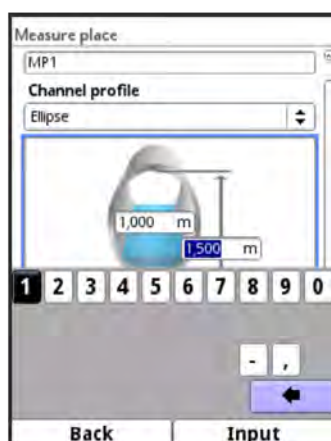 Measure place
MP1
Channel profile
Ellipse
1,000 m
1,500 m
1 2 3 4 5 6 7 8 9 0
- ,
Back Input